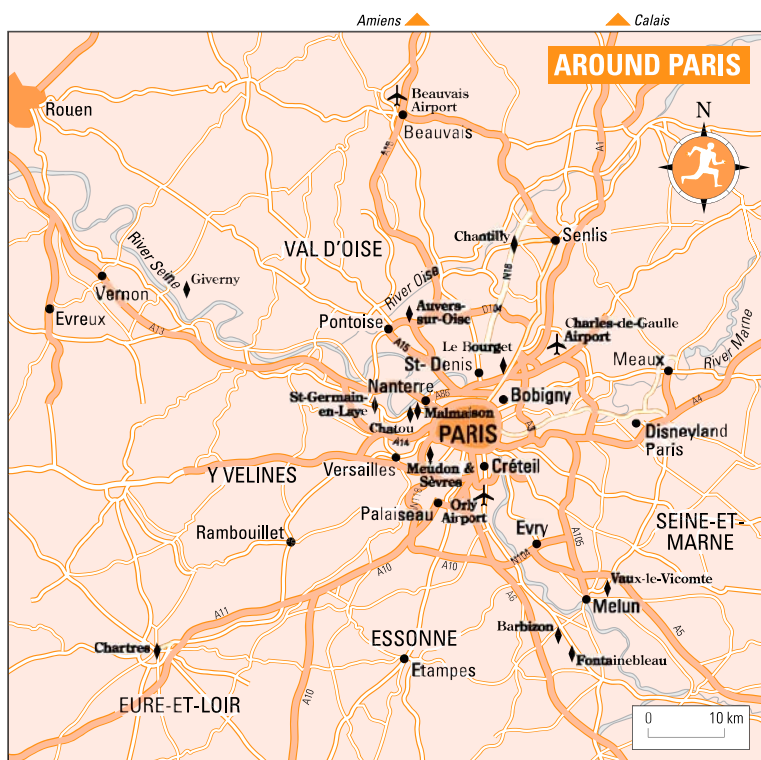 Amiens
Calais
AROUND PARIS
Beauvais
Airport
Rouen
Beauvais
N
A16
A1
River Seine
VAL D'OISE
Chantilly
Senlis
N16
River Oise
Giverny
Vernon
Evreux
A13
Auvers-
sur-Oise
Pontoise
A15
Charles-de-Gaulle
Airport
Le Bourget
St-Denis
Meaux
River Marne
Nanterre
A86
Bobigny
St-Germain-
en-Laye
Malmaison
Chatou
A14
PARIS
A3
A4
Disneyland
Paris
Y VELINES
Versailles
Meudon &
Sèvres
Créteil
Palaiseau
Orly
Airport
Rambouillet
Evry
SEINE-ET-
MARNE
A105
N104
A10
A10
Vaux-le-Vicomte
A6
Melun
A11
Barbizon
A5
Chartres
ESSONNE
Fontainebleau
Etampes
A10
EURE-ET-LOIR
0
10 km